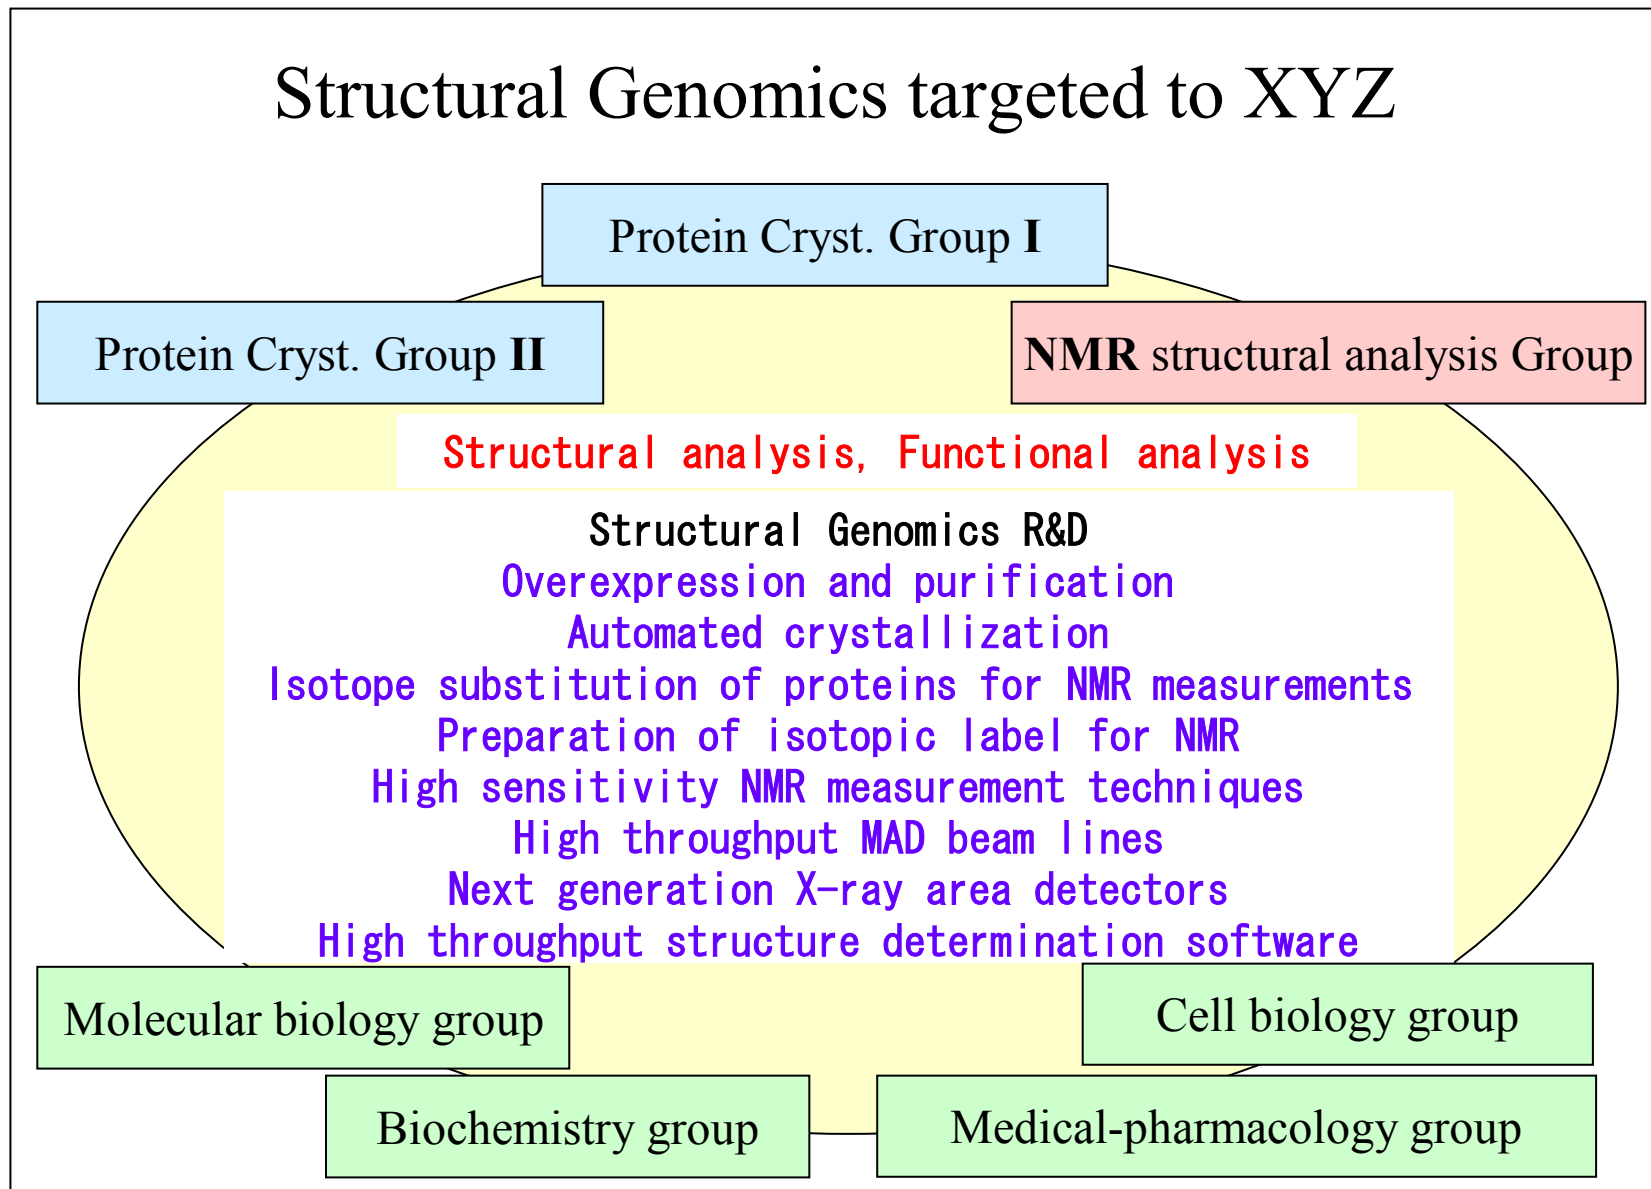 Structural Genomics targeted to XYZ
Protein Cryst. Group I
Protein Cryst. Group II
NMR structural analysis Group
Structural analysis, Functional analysis
Structural Genomics R&D
Overexpression and purification
Automated crystallization
Isotope substitution of proteins for NMR measurements
Preparation of isotopic label for NMR
High sensitivity NMR measurement techniques
High throughput MAD beam lines
Next generation X-ray area detectors
High throughput structure determination software
Molecular biology group
Cell biology group
Biochemistry group
Medical-pharmacology group